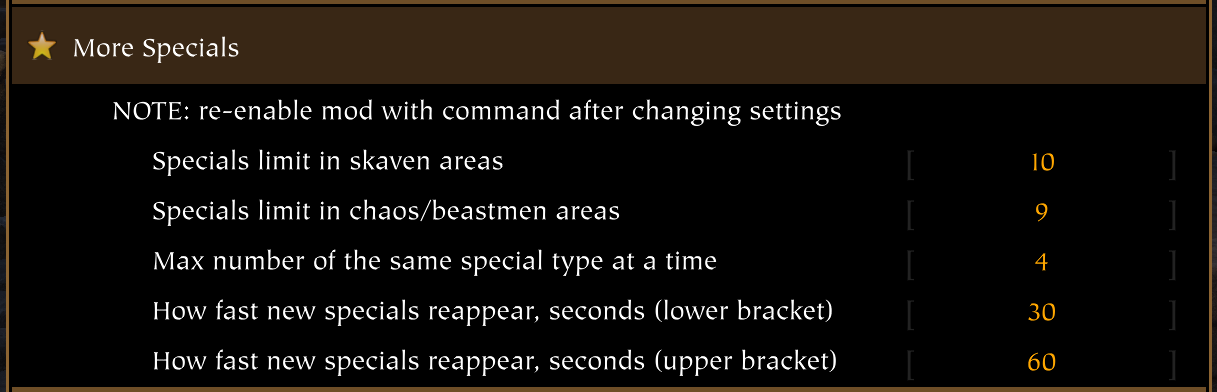 More Specials
NOTE: re-enable mod with command after changing settings
Specials limit in skaven areas [ 10 ]
Specials limit in chaos/beastmen areas [ 9 ]
Max number of the same special type at a time [ 4 ]
How fast new specials reappear, seconds (lower bracket) [ 30 ]
How fast new specials reappear, seconds (upper bracket) [ 60 ]